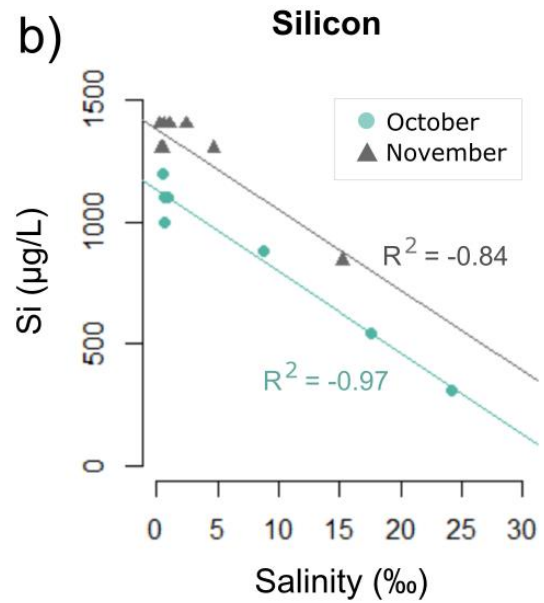 b)
Silicon
October
November
Si (µg/L)
1500
1000
500
0
R² = -0.84
R² = -0.97
0 5 10 15 20 25 30
Salinity (‰)